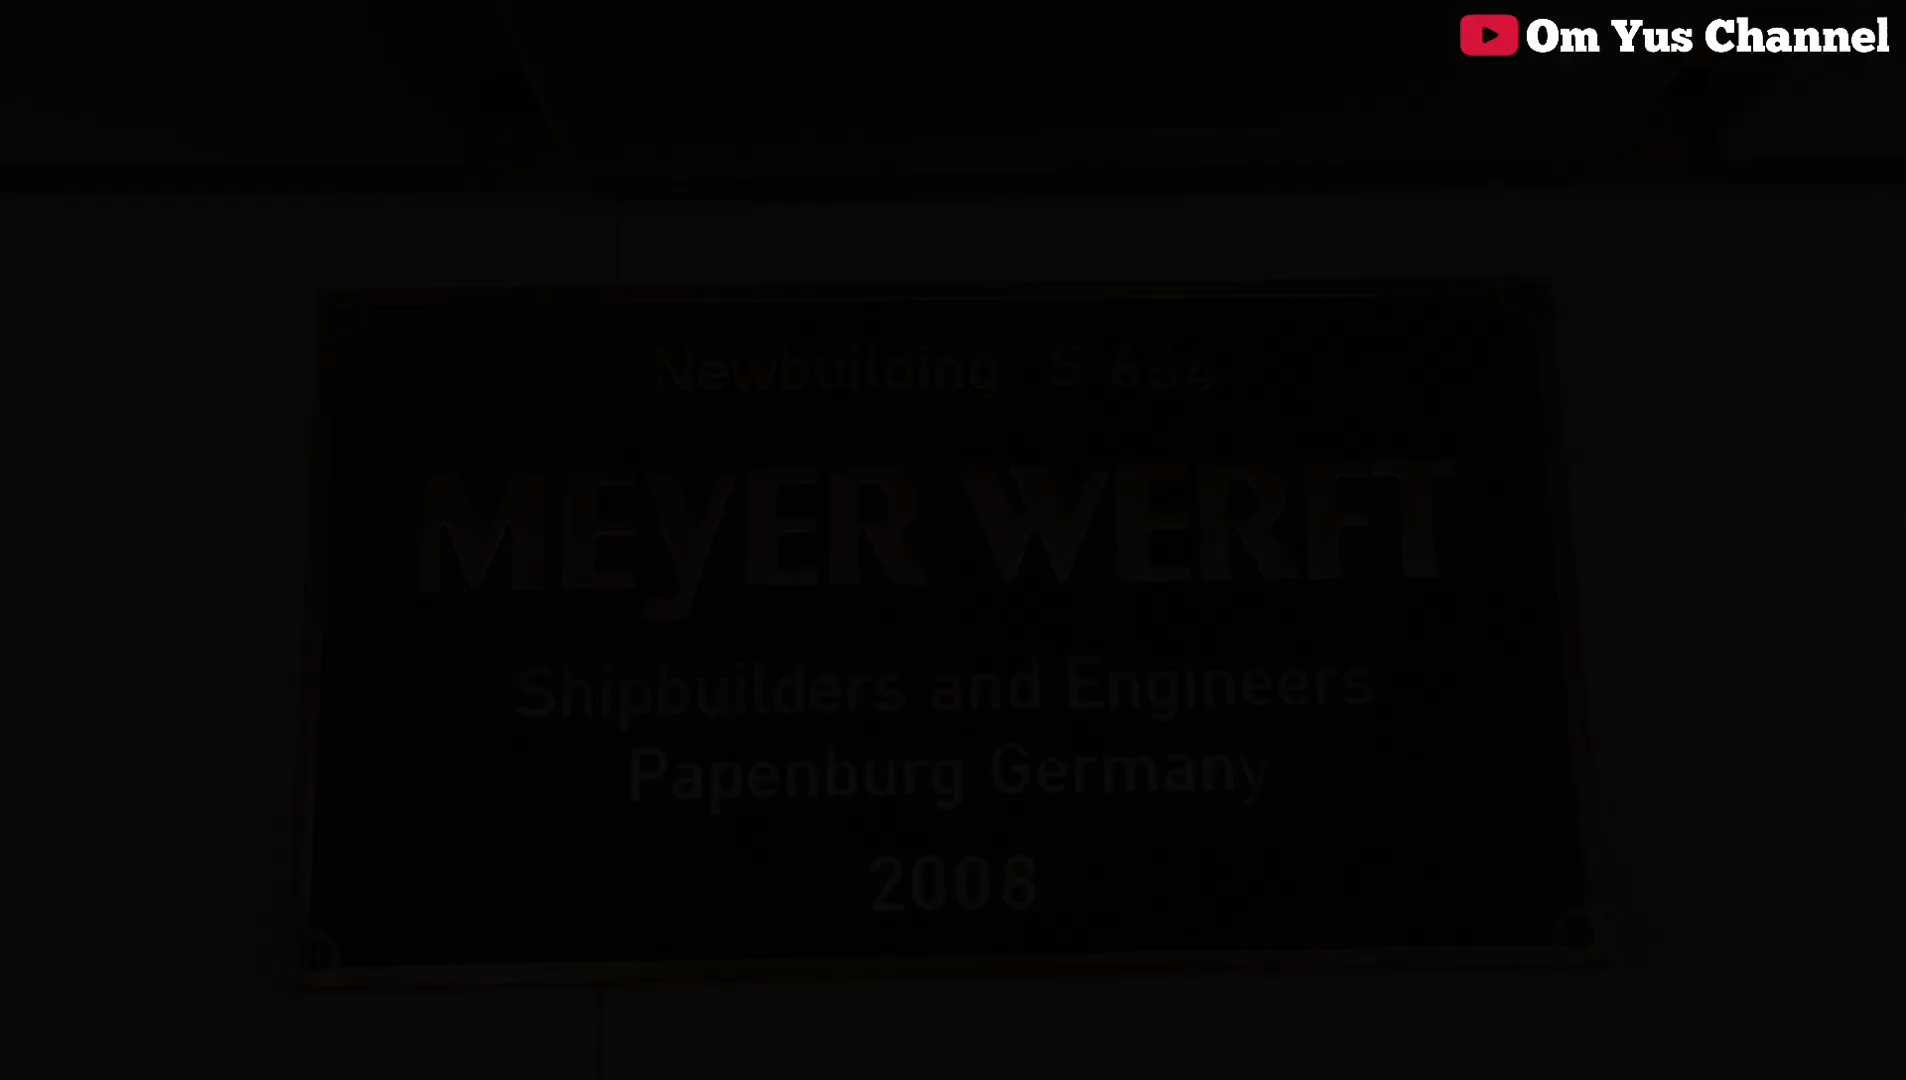 Om Yus Channel
Newbuilding S 664
MEYER WERFT
Shipbuilders and Engineers
Papenburg Germany
2008